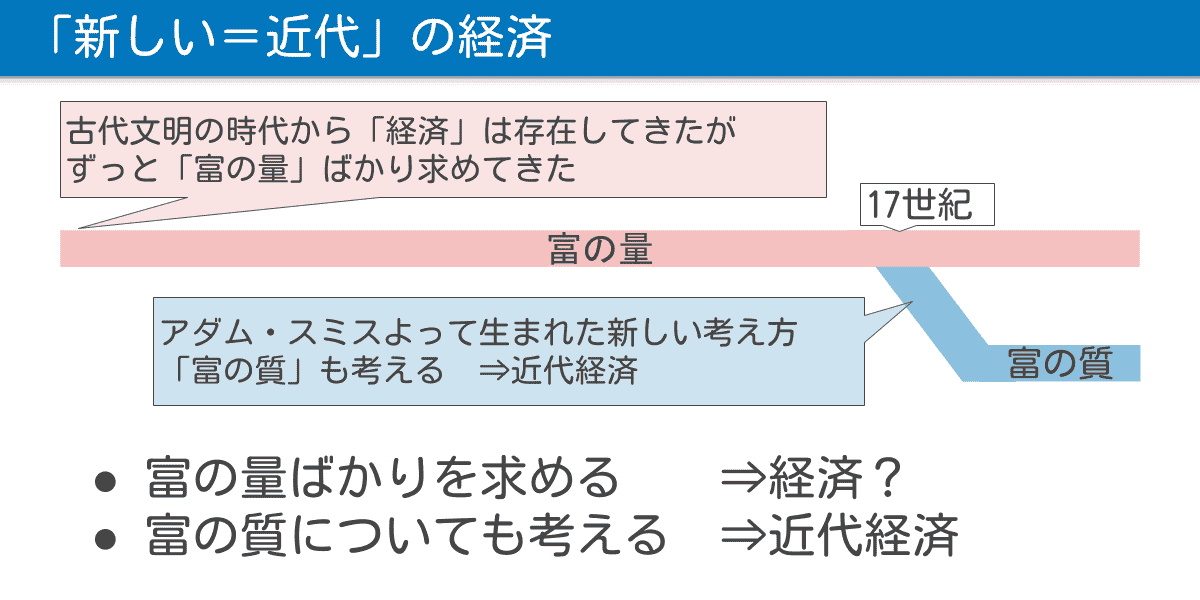 「新しい＝近代」の経済
古代文明の時代から「経済」は存在してきたが
ずっと「富の量」ばかり求めてきた
17世紀
富の量
アダム・スミスよって生まれた新しい考え方
「富の質」も考える　⇒近代経済
富の質
● 富の量ばかりを求める　　⇒経済？
● 富の質についても考える　⇒近代経済